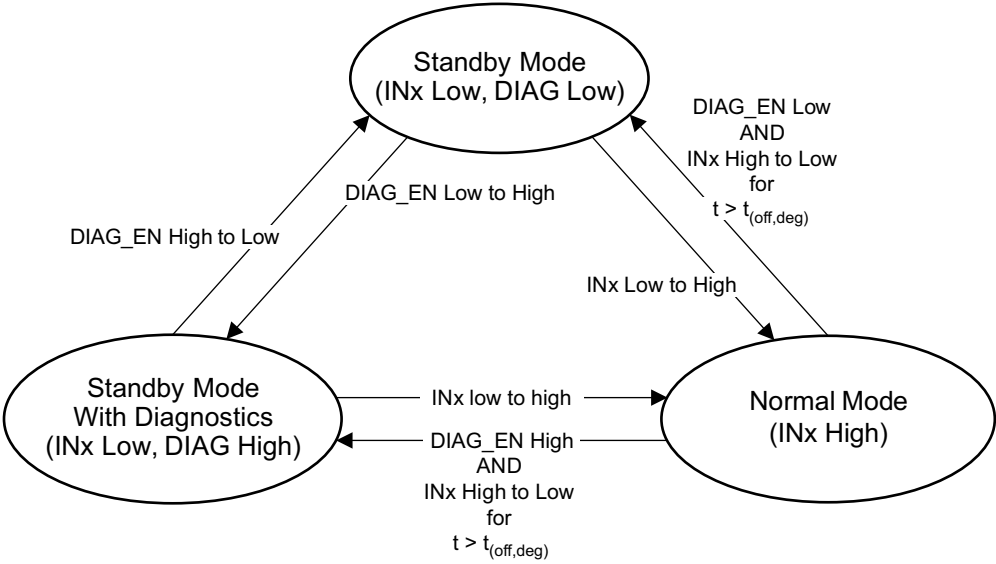 Standby Mode
(INx Low, DIAG Low)
DIAG_EN Low
AND
INx High to Low
for
t > t(off,deg)
DIAG_EN Low to High
DIAG_EN High to Low
INx Low to High
Standby Mode
With Diagnostics
(INx Low, DIAG High)
INx low to high
Normal Mode
(INx High)
DIAG_EN High
AND
INx High to Low
for
t > t(off,deg)